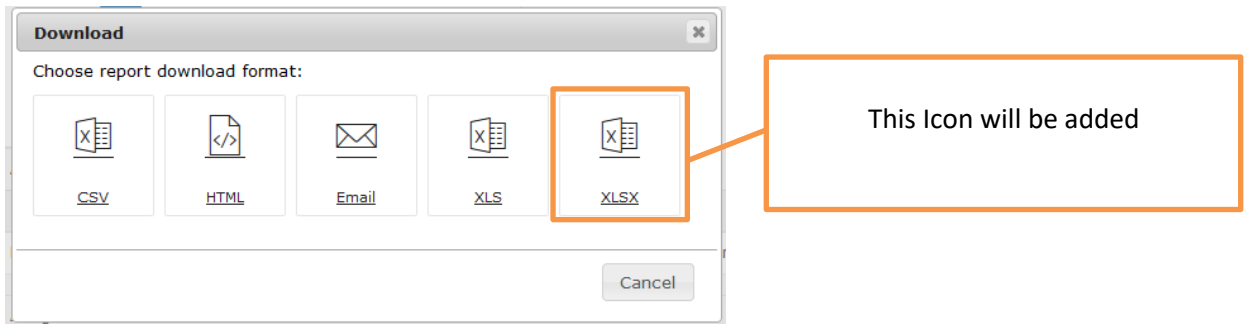 Download
Choose report download format:
This Icon will be added
CSV HTML Email XLS XLSX
Cancel